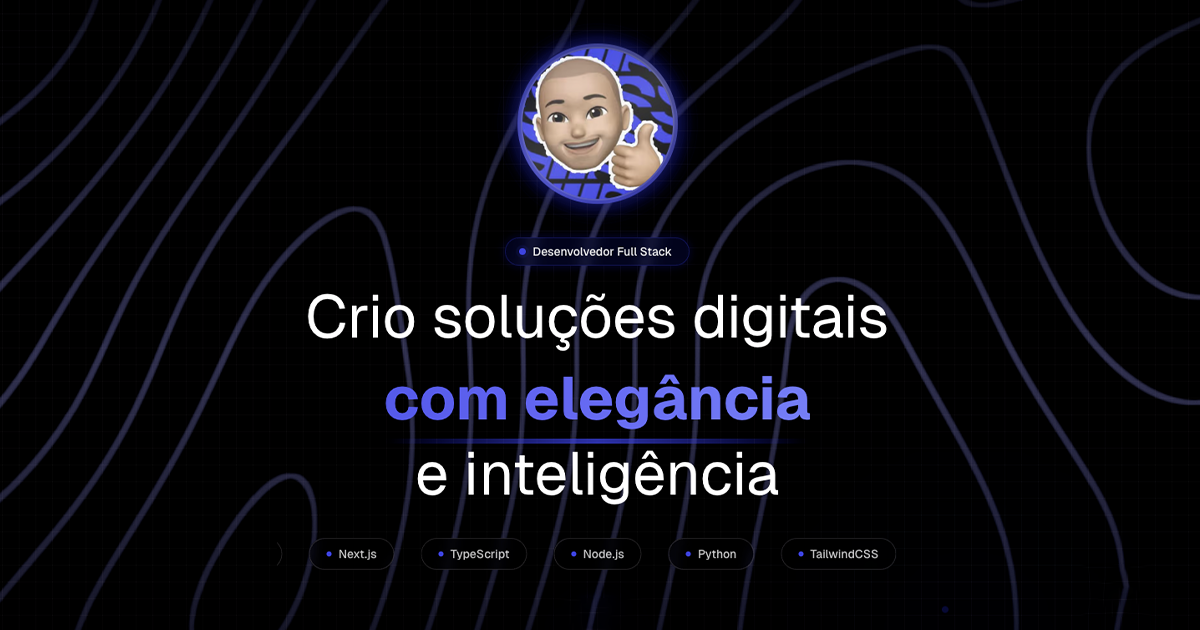 Desenvolvedor Full Stack
Crio soluções digitais
com elegância
e inteligência
Next.js TypeScript Node.js Python TailwindCSS